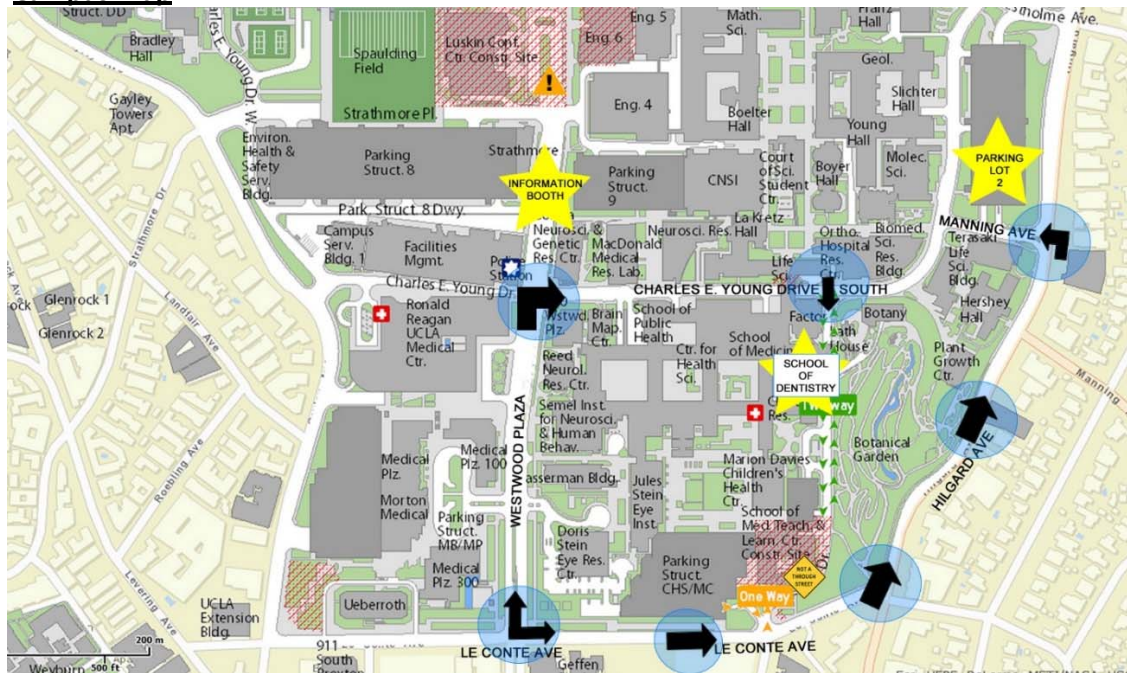 Struct. DD
Bradley
Hall
Charles E. Young Dr. W.
Spaulding
Field
Luskin Conf.
Ctr. Constr. Site
Eng. 5
Eng. 6
Math.
Sci.
Franz
Hall
Geol.
Slichter
Hall
Gayley
Towers
Apt.
Strathmore Pl.
Eng. 4
Boelter
Hall
Young
Hall
Environ.
Health &
Safety
Serv.
Bldg.
Parking
Struct. 8
Strathmore
INFORMATION
BOOTH
Parking
Struct.
9
CNSI
Court
of Sci.
Student
Ctr.
Boyer
Hall
Molec.
Sci.
PARKING
LOT
2
Strathmore Dr
Park. Struct. 8 Dwy.
Campus
Serv.
Bldg. 1
Facilities
Mgmt.
Police
Station
Neurosci. &
Genetic
Res. Ctr.
MacDonald
Medical
Res. Lab.
Neurosci. Res.
La Kretz
Hall
Life
Sci.
Ortho.
Hospital
Res.
Ctr.
Biomed.
Sci.
Res.
Bldg.
MANNING AVE
Terasaki
Life
Sci.
Bldg.
Hershey
Hall
Glenrock 1
Glenrock 2
Landfair Ave
Charles E. Young Dr
CHARLES E. YOUNG DRIVE SOUTH
Ronald
Reagan
UCLA
Medical
Ctr.
Wstwd.
Plz.
Brain
Map.
Ctr.
School of
Public
Health
Factor
Botany
School
of Medicine
SCHOOL
OF
DENTISTRY
Plant
Growth
Ctr.
Manning
Reed
Neurol.
Res. Ctr.
Ctr. for
Health
Sci.
Two Way
Res.
WESTWOOD PLAZA
Semel Inst.
for Neurosci.
& Human
Behav.
Roebling Ave
Medical
Plz.
Medical
Plz. 100
Botanical
Garden
HILGARD AVE
Morton
Medical
Jules
Stein
Eye
Inst.
Marion Davies
Children's
Health
Ctr.
Parking
Struct.
MB/MP
Doris
Stein
Eye Res.
Ctr.
School of
Med. Teach. &
Learn. Ctr.
Constr. Site
Dr.
NOT A
THROUGH
STREET
Parking
Struct.
CHS/MC
Medical
Plz. 300
One Way
Levering Ave
UCLA
Extension
Bldg.
Ueberroth
200 m
500 ft
911
South
LE CONTE AVE
LE CONTE AVE
Geffen
Weyburn